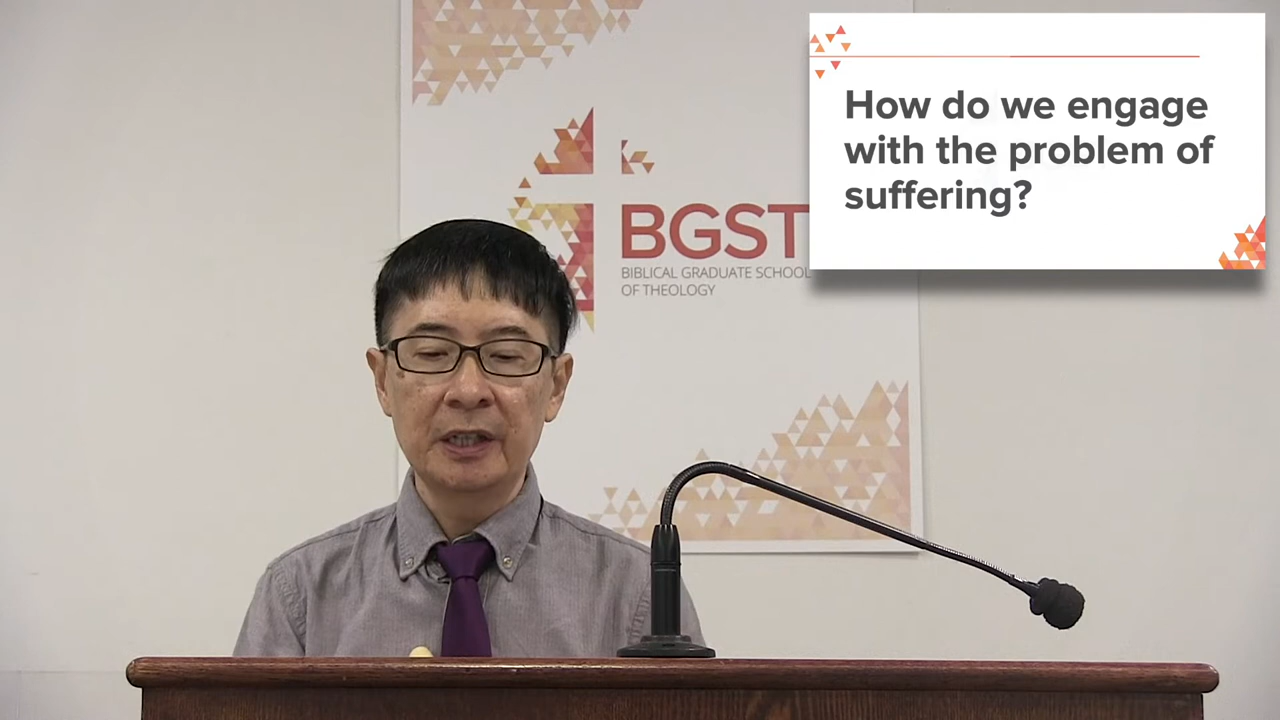 How do we engage
with the problem of
suffering?
BGST
BIBLICAL GRADUATE SCHOOL
OF THEOLOGY